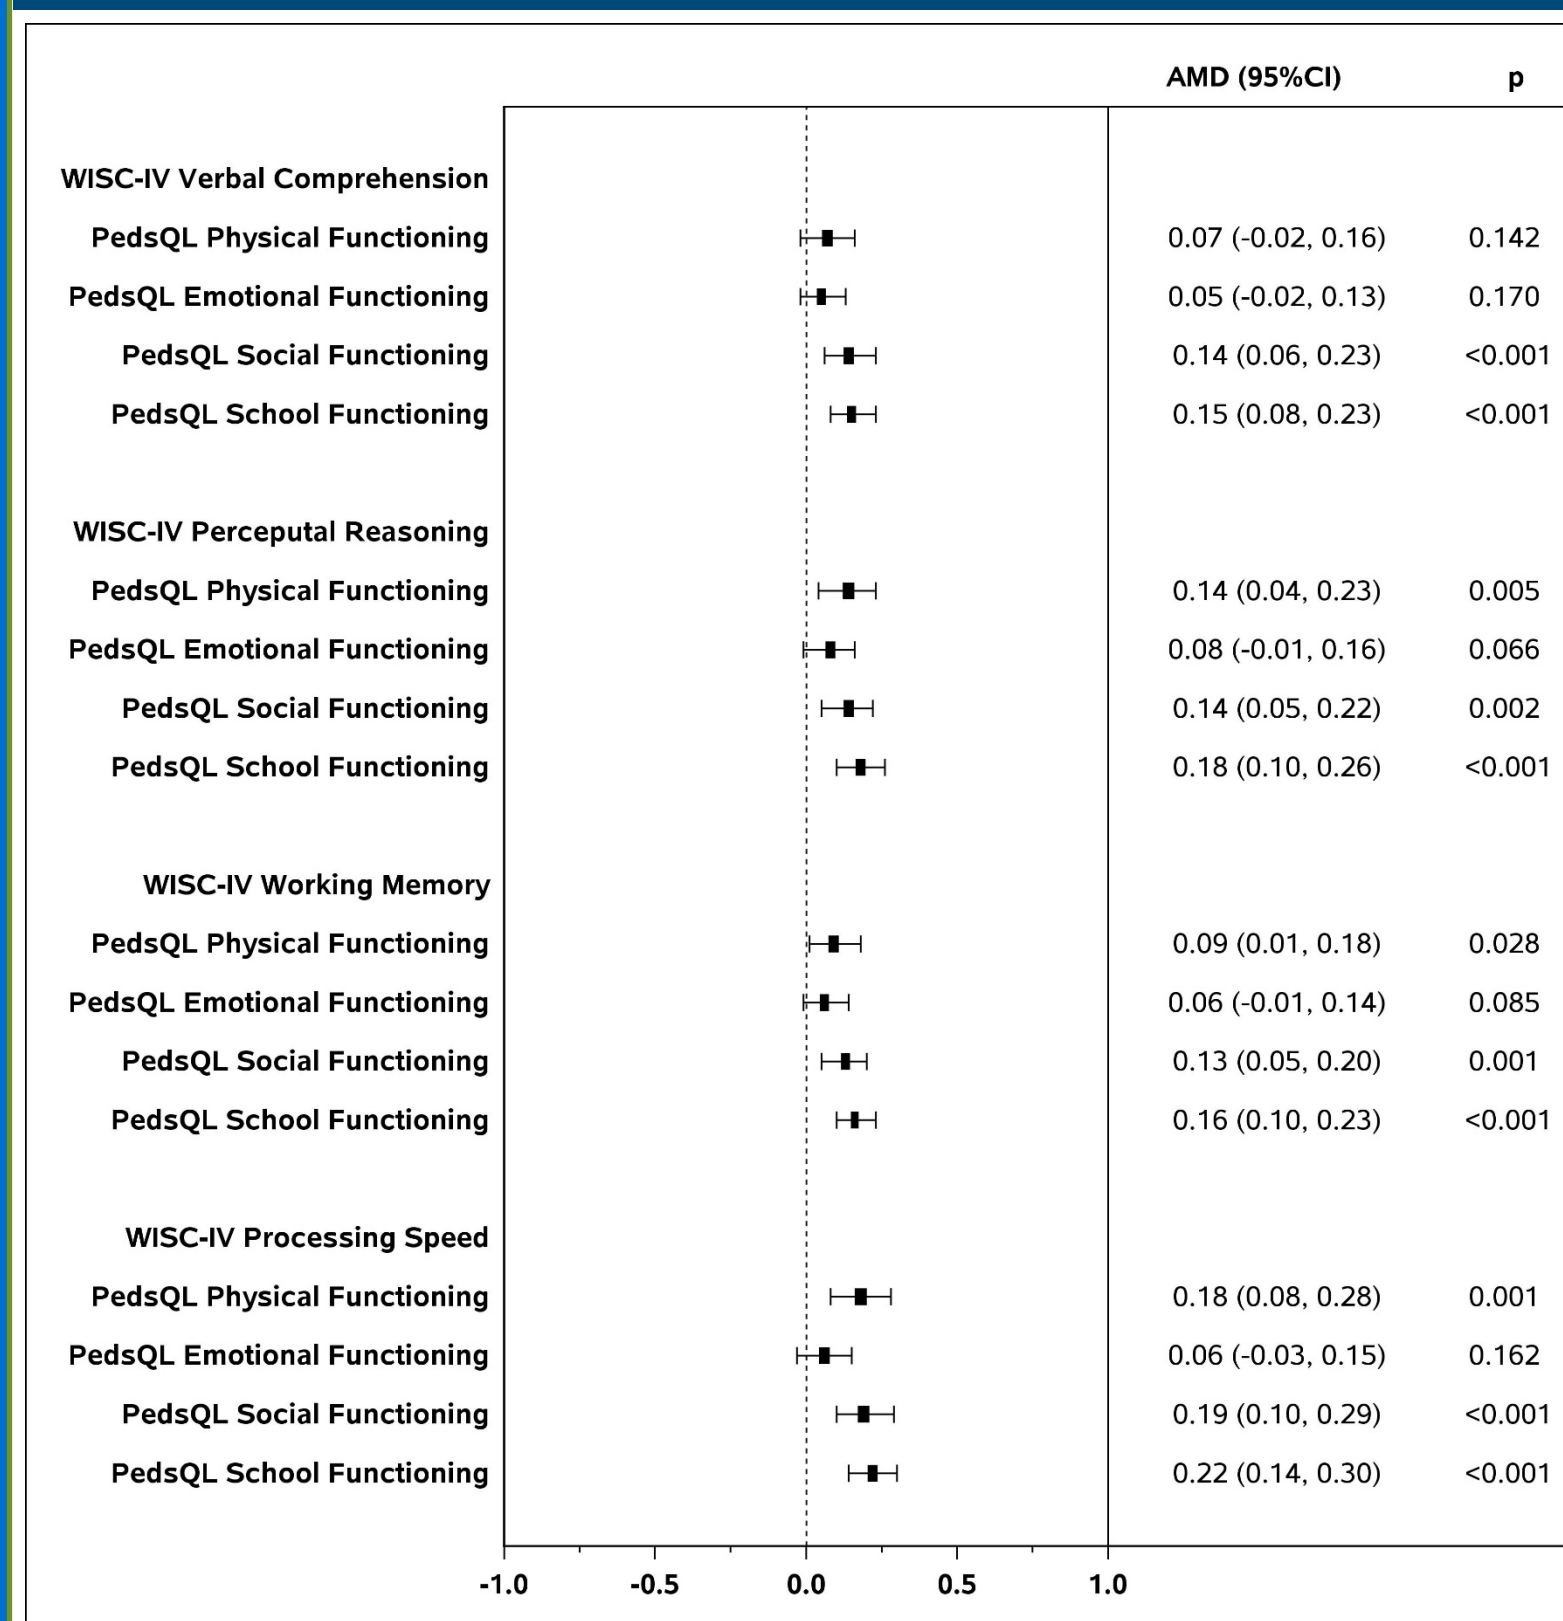 AMD (95%CI) p
WISC-IV Verbal Comprehension
PedsQL Physical Functioning 0.07 (-0.02, 0.16) 0.142
PedsQL Emotional Functioning 0.05 (-0.02, 0.13) 0.170
PedsQL Social Functioning 0.14 (0.06, 0.23) <0.001
PedsQL School Functioning 0.15 (0.08, 0.23) <0.001
WISC-IV Perceputal Reasoning
PedsQL Physical Functioning 0.14 (0.04, 0.23) 0.005
PedsQL Emotional Functioning 0.08 (-0.01, 0.16) 0.066
PedsQL Social Functioning 0.14 (0.05, 0.22) 0.002
PedsQL School Functioning 0.18 (0.10, 0.26) <0.001
WISC-IV Working Memory
PedsQL Physical Functioning 0.09 (0.01, 0.18) 0.028
PedsQL Emotional Functioning 0.06 (-0.01, 0.14) 0.085
PedsQL Social Functioning 0.13 (0.05, 0.20) 0.001
PedsQL School Functioning 0.16 (0.10, 0.23) <0.001
WISC-IV Processing Speed
PedsQL Physical Functioning 0.18 (0.08, 0.28) 0.001
PedsQL Emotional Functioning 0.06 (-0.03, 0.15) 0.162
PedsQL Social Functioning 0.19 (0.10, 0.29) <0.001
PedsQL School Functioning 0.22 (0.14, 0.30) <0.001
-1.0 -0.5 0.0 0.5 1.0